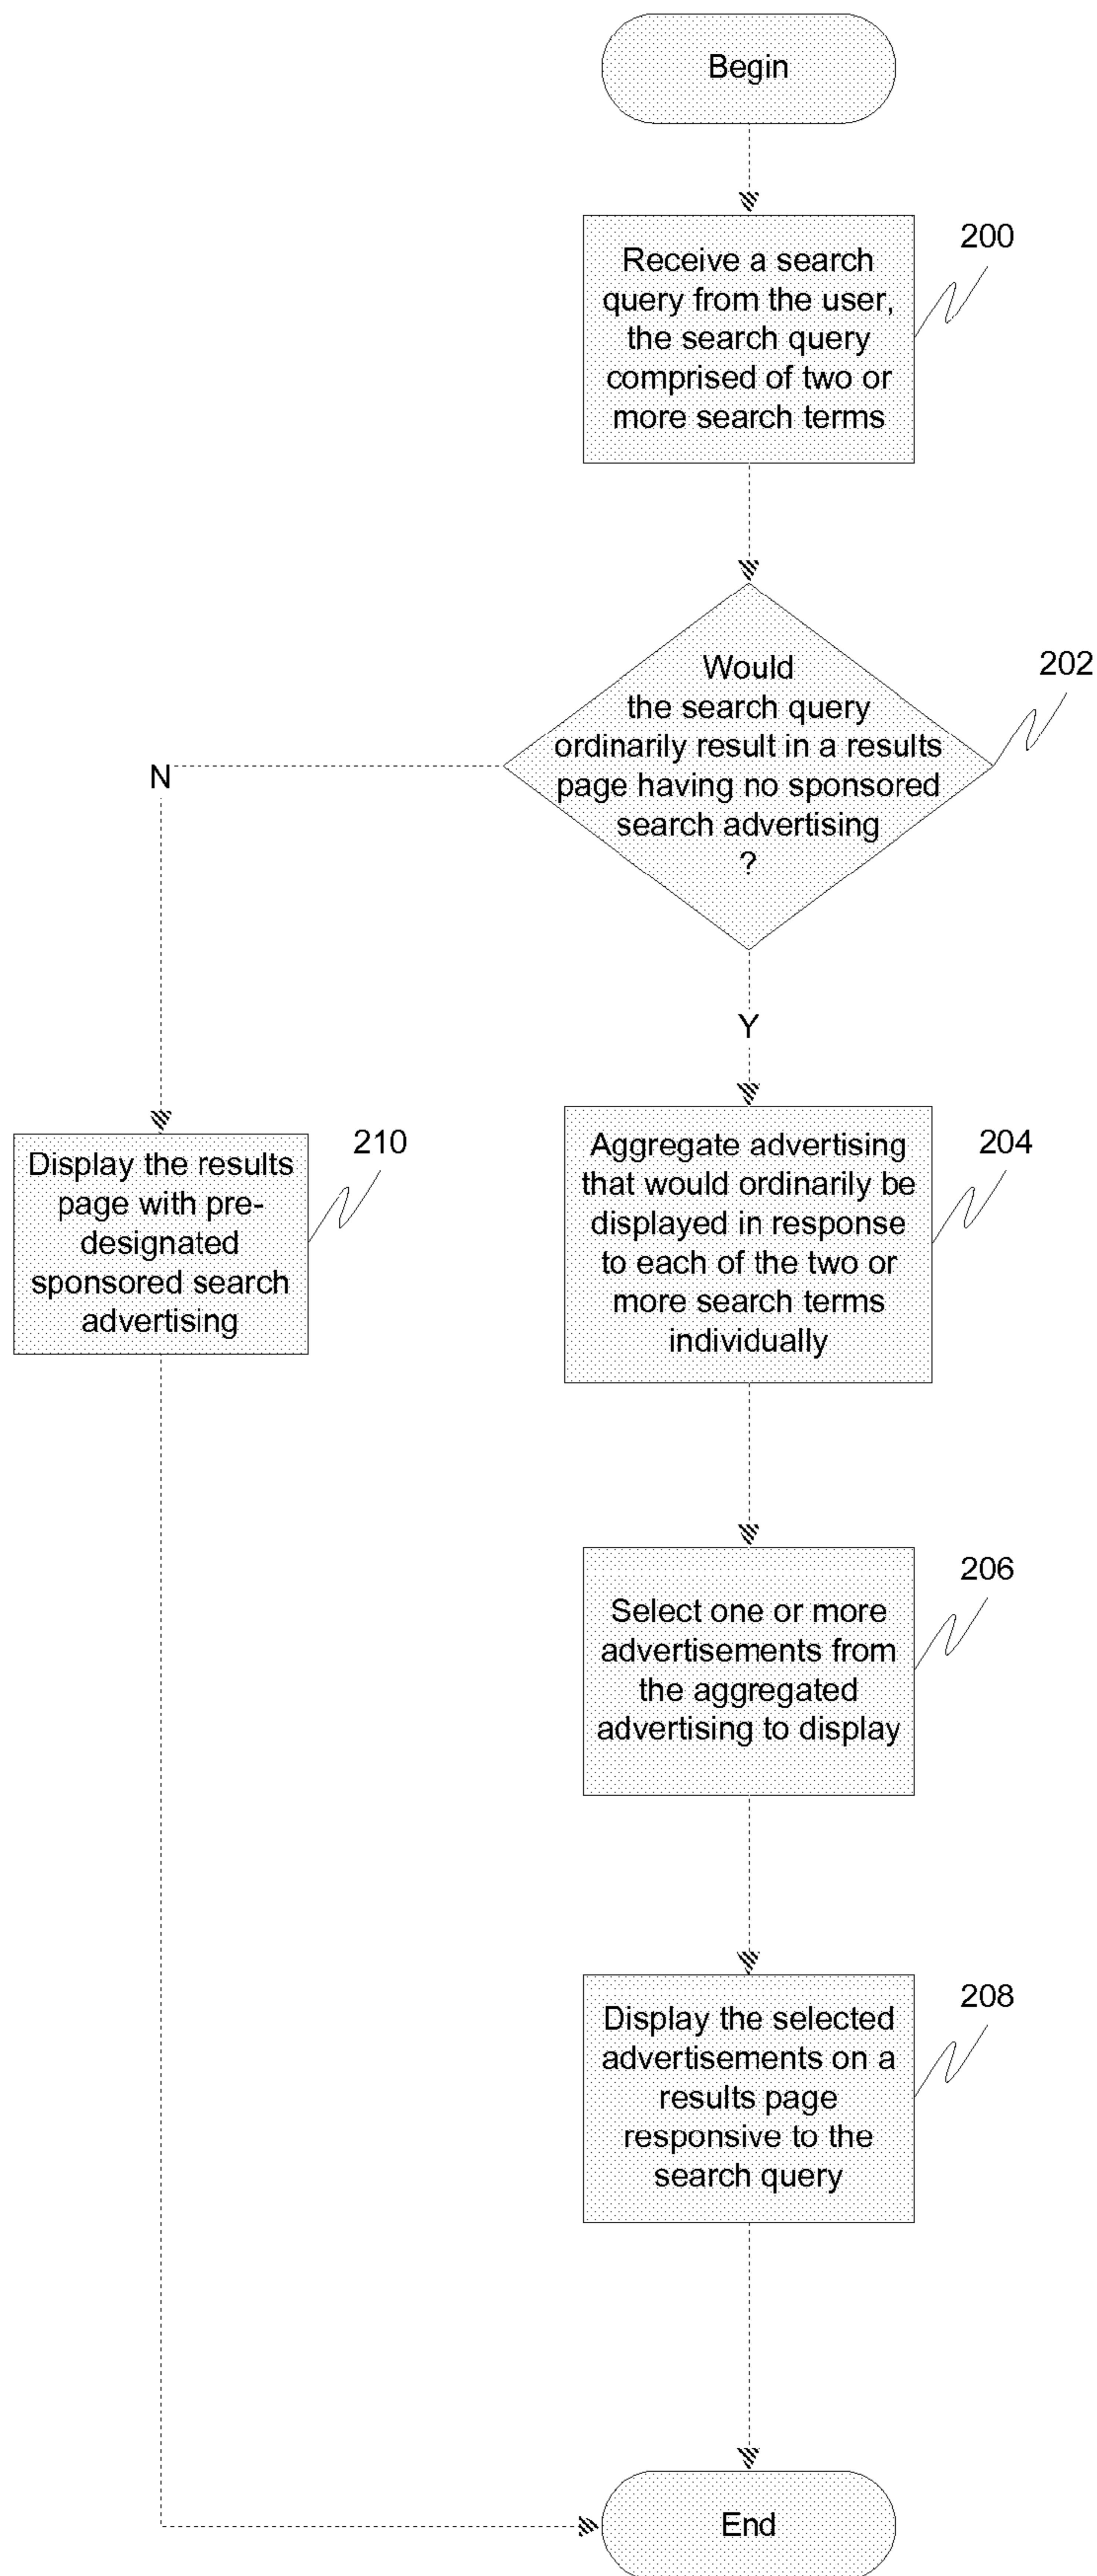 Begin
200
Receive a search
query from the user,
the search query
comprised of two or
more search terms
202
Would
the search query
ordinarily result in a results
page having no sponsored
search advertising
?
N
Y
210
Display the results
page with pre-
designated
sponsored search
advertising
204
Aggregate advertising
that would ordinarily be
displayed in response
to each of the two or
more search terms
individually
206
Select one or more
advertisements from
the aggregated
advertising to display
208
Display the selected
advertisements on a
results page
responsive to the
search query
End